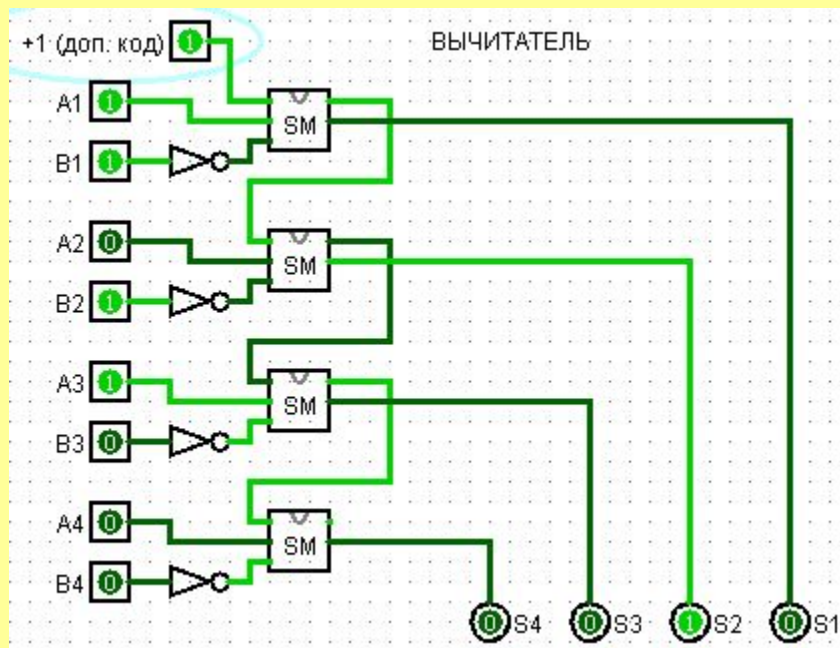 +1 (доп. код) 1 ВЫЧИТАТЕЛЬ
A1 1
SM
B1 1
A2 0
SM
B2 1
A3 1
SM
B3 0
A4 0
SM
B4 0
0 S4 0 S3 1 S2 0 S1